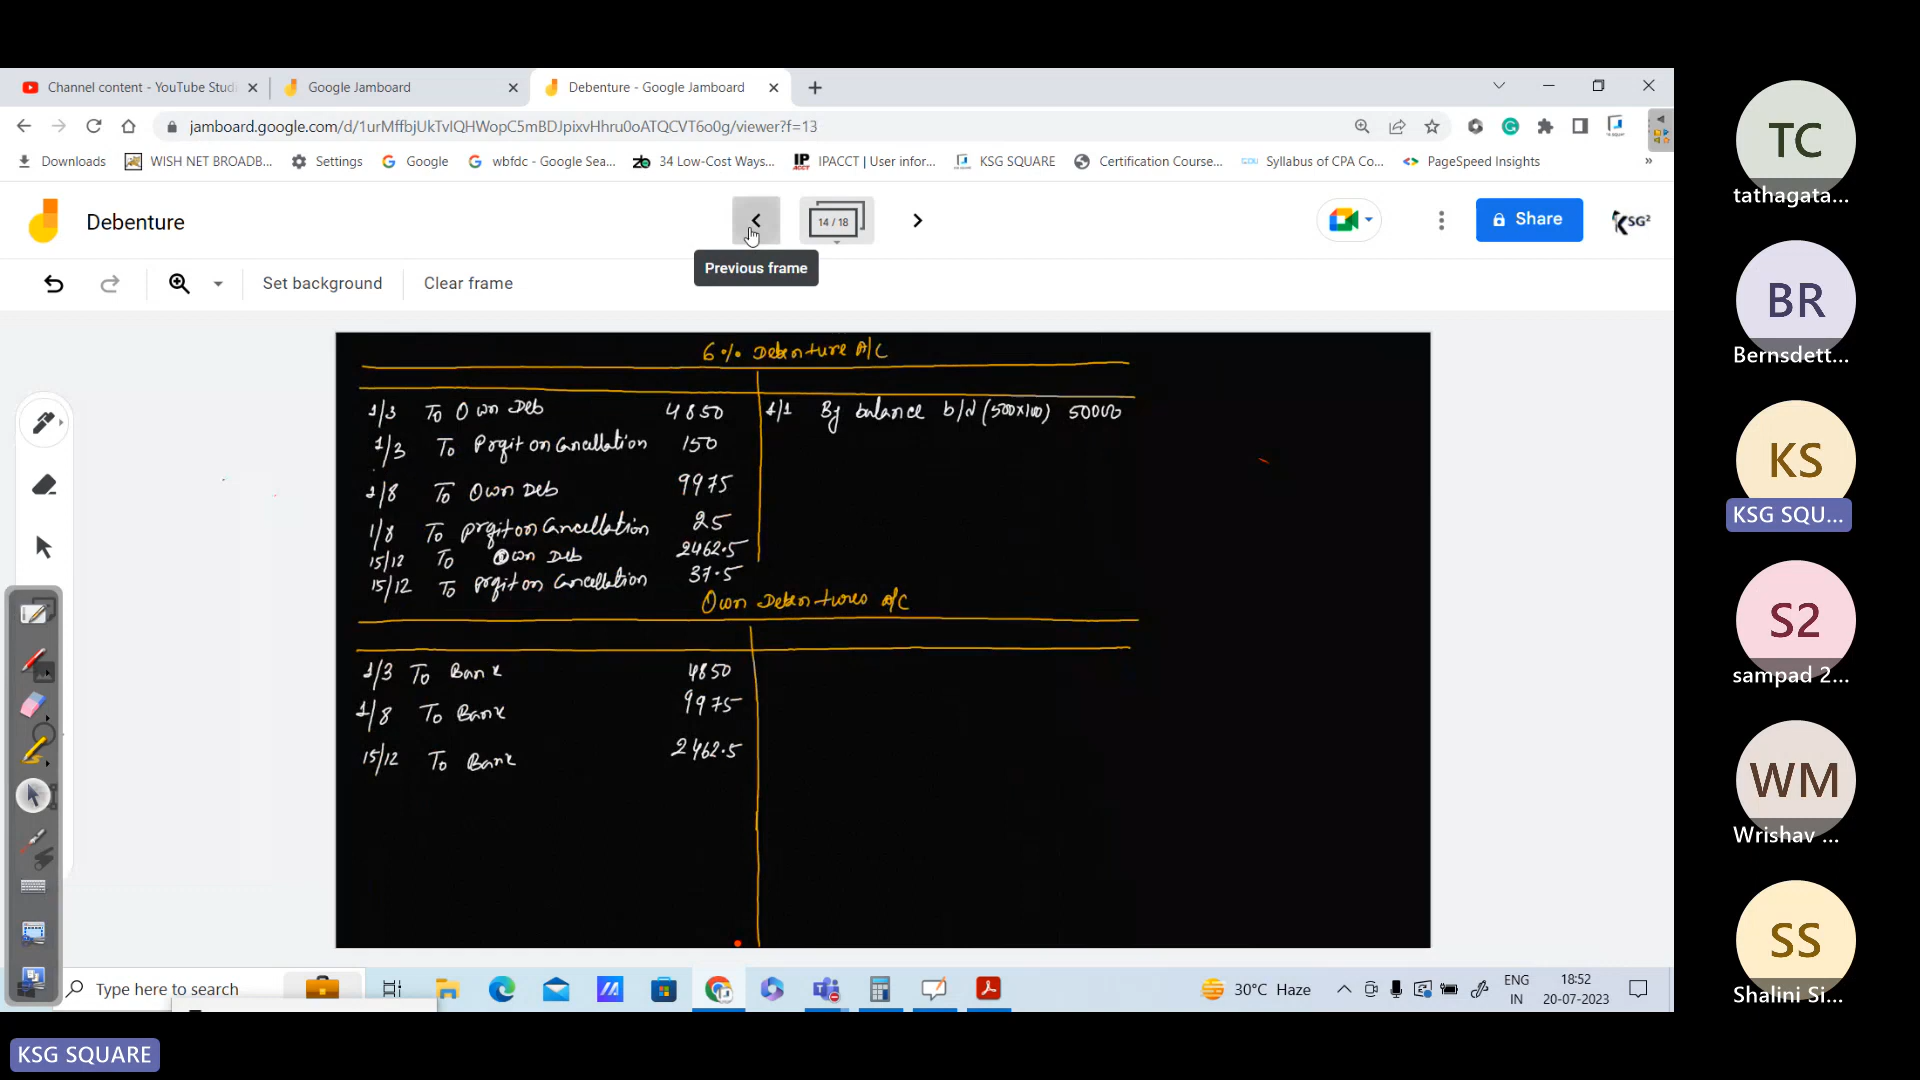 Channel content - YouTube Stud
Google Jamboard
Debenture - Google Jamboard
jamboard.google.com/d/1urMffbjUkTvIQHWopC5mBDJpixvHhru0oATQCVT6o0g/viewer?f=13
Downloads WISH NET BROADB... Settings Google wbfdc - Google Sea... 34 Low-Cost Ways... IPACCT | User infor... KSG SQUARE Certification Course... Syllabus of CPA Co... PageSpeed Insights »
Debenture
14 / 18
Share
KSG²
Previous frame
Set background
Clear frame
6% Debenture A/C
1/3 To Own Deb 4850 1/1 By balance b/d (500x100) 50000
1/3 To Profit on Cancellation 150
1/8 To Own Deb 9975
1/8 To profit on Cancellation 25
15/12 To Own Deb 2462.5
15/12 To profit on Cancellation 37.5
Own Debentures A/C
1/3 To Bank 4850
1/8 To Bank 9975
15/12 To Bank 2462.5
Type here to search
30°C Haze
ENG
IN
18:52
20-07-2023
TC
tathagata...
BR
Bernsdett...
KS
KSG SQU...
S2
sampad 2...
WM
Wrishav ...
SS
Shalini Si...
KSG SQUARE